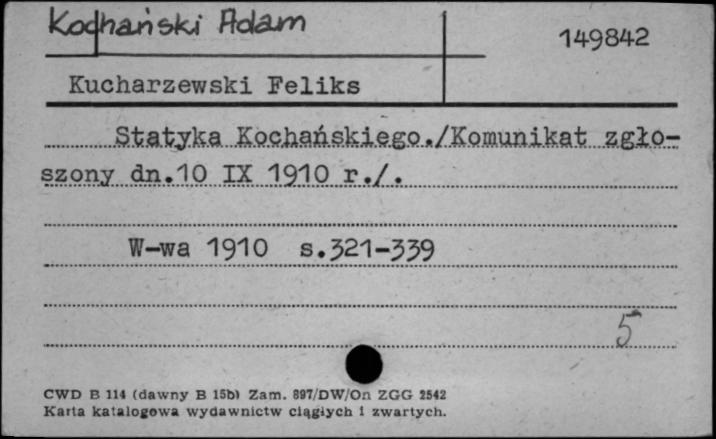 Kochański Adam
149842
Kucharzewski Feliks
Statyka Kochańskiego./Komunikat zgło-
szony dn.10 IX 1910 r./.
W-wa 1910 s.321-339
5
CWD B 114 (dawny B 15b) Zam. 897/DW/On ZGG 2542
Karta katalogowa wydawnictw ciągłych i zwartych.